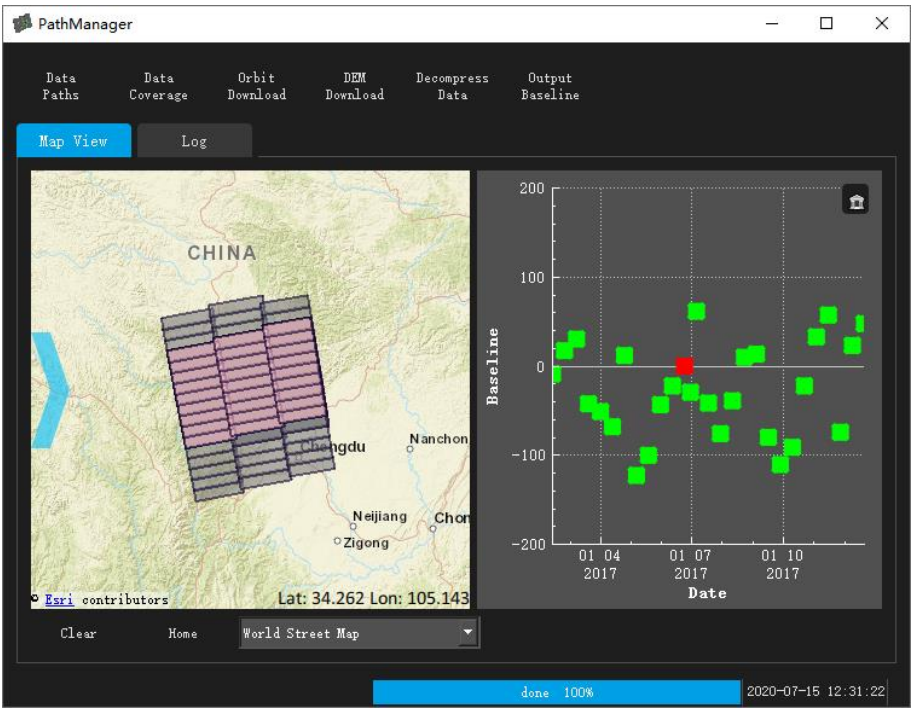 PathManager
Data Paths
Data Coverage
Orbit Download
DEM Download
Decompress Data
Output Baseline
Map View
Log
CHINA
Chengdu
Nanchon
Neijiang
Chon
Zigong
© Esri contributors
Lat: 34.262 Lon: 105.143
200
100
0
-100
-200
Baseline
01 04
2017
01 07
2017
01 10
2017
Date
Clear
Home
World Street Map
done 100%
2020-07-15 12:31:22